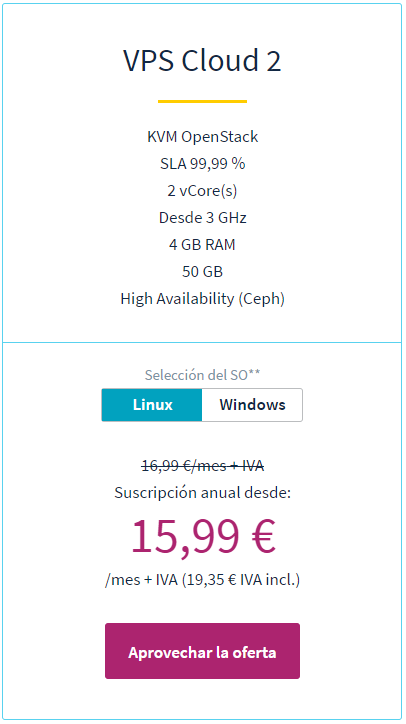 VPS Cloud 2
KVM OpenStack
SLA 99,99 %
2 vCore(s)
Desde 3 GHz
4 GB RAM
50 GB
High Availability (Ceph)
Selección del SO**
Linux Windows
16,99 €/mes + IVA
Suscripción anual desde:
15,99 €
/mes + IVA (19,35 € IVA incl.)
Aprovechar la oferta